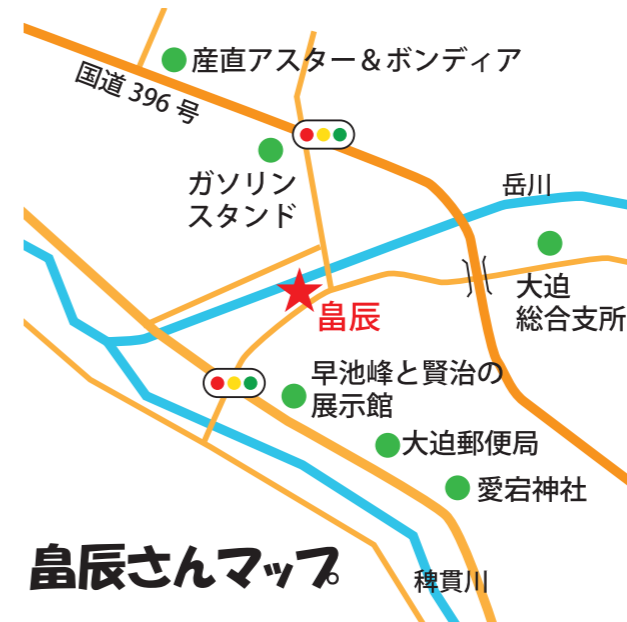 産直アスター＆ボンディア
国道 396 号
ガソリン
スタンド
岳川
大迫
総合支所
畠辰
早池峰と賢治の
展示館
大迫郵便局
愛宕神社
畠辰さんマップ
稗貫川